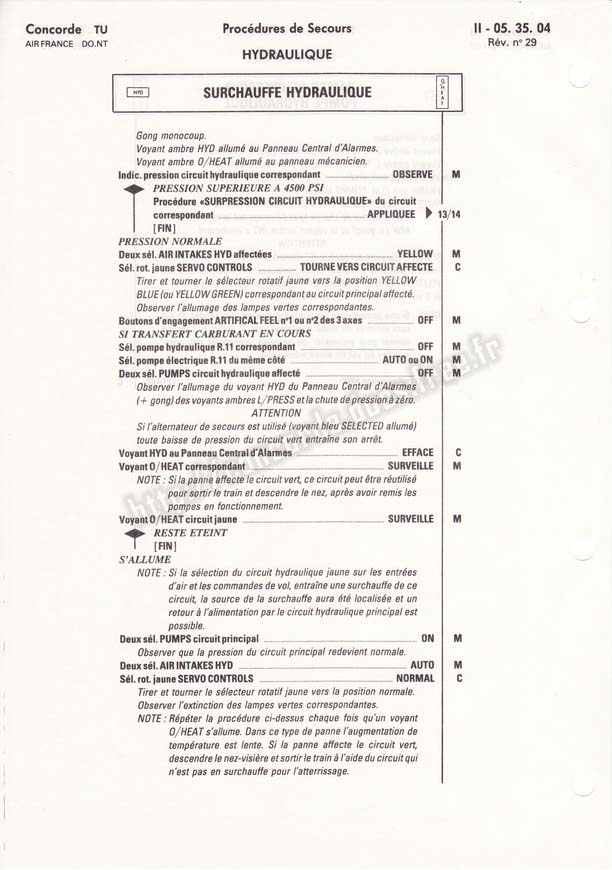 Concorde TU
Procédures de Secours
II - 05. 35. 04
AIR FRANCE DO.NT
Rév. n° 29
HYDRAULIQUE
HYD
SURCHAUFFE HYDRAULIQUE
O/HEAT
Gong monocoup.
Voyant ambre HYD allumé au Panneau Central d'Alarmes.
Voyant ambre O/HEAT allumé au panneau mécanicien.
Indic. pression circuit hydraulique correspondant OBSERVE M
PRESSION SUPERIEURE A 4500 PSI
Procédure «SURPRESSION CIRCUIT HYDRAULIQUE» du circuit
correspondant APPLIQUEE 13/14
[FIN]
PRESSION NORMALE
Deux sél. AIR INTAKES HYD affectées YELLOW M
Sél. rot. jaune SERVO CONTROLS TOURNE VERS CIRCUIT AFFECTE C
Tirer et tourner le sélecteur rotatif jaune vers la position YELLOW
BLUE (ou YELLOW GREEN) correspondant au circuit principal affecté.
Observer l'allumage des lampes vertes correspondantes.
Boutons d'engagement ARTIFICAL FEEL n°1 ou n°2 des 3 axes OFF M
SI TRANSFERT CARBURANT EN COURS
Sél. pompe hydraulique R.11 correspondant OFF M
Sél. pompe électrique R.11 du même côté AUTO ou ON M
Deux sél. PUMPS circuit hydraulique affecté OFF M
Observer l'allumage du voyant HYD du Panneau Central d'Alarmes
(+ gong) des voyants ambres L/PRESS et la chute de pression à zéro.
ATTENTION
Si l'alternateur de secours est utilisé (voyant bleu SELECTED allumé)
toute baisse de pression du circuit vert entraîne son arrêt.
Voyant HYD au Panneau Central d'Alarmes EFFACE C
Voyant O/HEAT correspondant SURVEILLE M
NOTE : Si la panne affecte le circuit vert, ce circuit peut être réutilisé
pour sortir le train et descendre le nez, après avoir remis les
pompes en fonctionnement.
Voyant O/HEAT circuit jaune SURVEILLE M
RESTE ETEINT
[FIN]
S'ALLUME
NOTE : Si la sélection du circuit hydraulique jaune sur les entrées
d'air et les commandes de vol, entraîne une surchauffe de ce
circuit, la source de la surchauffe aura été localisée et un
retour à l'alimentation par le circuit hydraulique principal est
possible.
Deux sél. PUMPS circuit principal ON M
Observer que la pression du circuit principal redevient normale.
Deux sél. AIR INTAKES HYD AUTO M
Sél. rot. jaune SERVO CONTROLS NORMAL C
Tirer et tourner le sélecteur rotatif jaune vers la position normale.
Observer l'extinction des lampes vertes correspondantes.
NOTE : Répéter la procédure ci-dessus chaque fois qu'un voyant
O/HEAT s'allume. Dans ce type de panne l'augmentation de
température est lente. Si la panne affecte le circuit vert,
descendre le nez-visière et sortir le train à l'aide du circuit qui
n'est pas en surchauffe pour l'atterrissage.